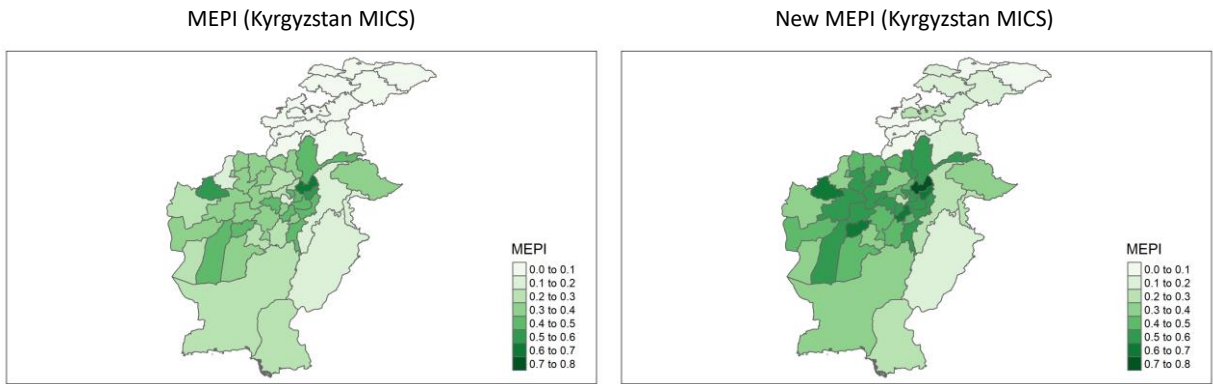 MEPI (Kyrgyzstan MICS)
New MEPI (Kyrgyzstan MICS)
MEPI
0.0 to 0.1
0.1 to 0.2
0.2 to 0.3
0.3 to 0.4
0.4 to 0.5
0.5 to 0.6
0.6 to 0.7
0.7 to 0.8
MEPI
0.0 to 0.1
0.1 to 0.2
0.2 to 0.3
0.3 to 0.4
0.4 to 0.5
0.5 to 0.6
0.6 to 0.7
0.7 to 0.8